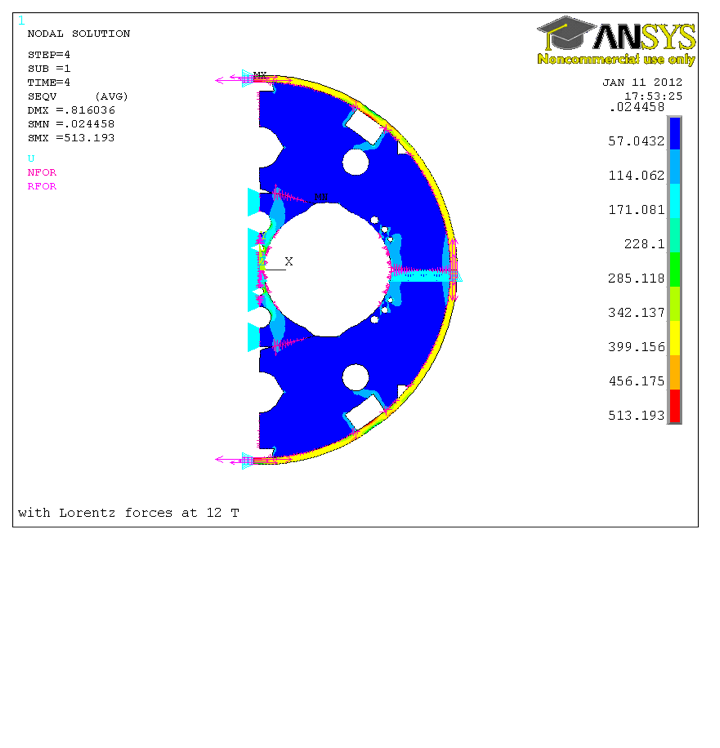 1
NODAL SOLUTION
STEP=4
SUB =1
TIME=4
SEQV (AVG)
DMX =.816036
SMN =.024458
SMX =513.193
U
NFOR
RFOR
ANSYS
Noncommercial use only
JAN 11 2012
17:53:25
.024458
57.0432
114.062
171.081
228.1
285.118
342.137
399.156
456.175
513.193
MX
MN
X
with Lorentz forces at 12 T